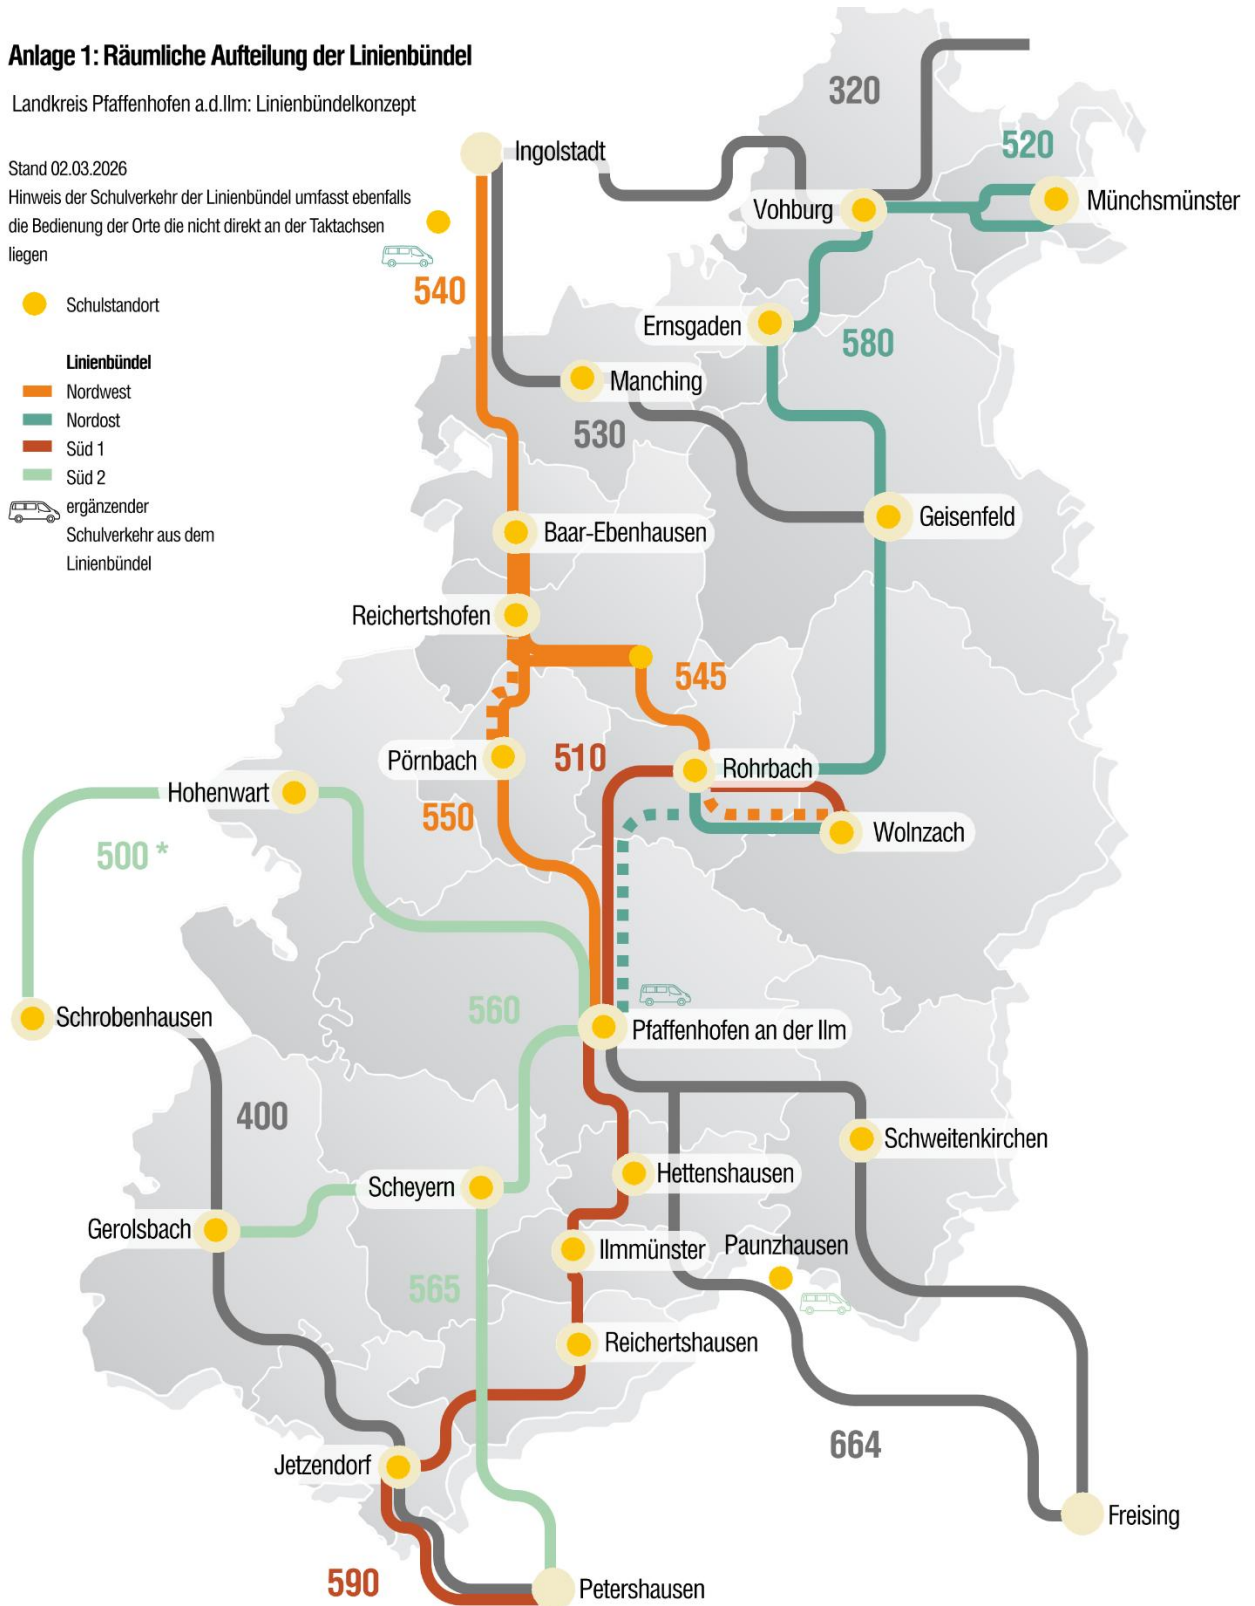 Anlage 1: Räumliche Aufteilung der Linienbündel
Landkreis Pfaffenhofen a.d.Ilm: Linienbündelkonzept
Stand 02.03.2026
Hinweis der Schulverkehr der Linienbündel umfasst ebenfalls
die Bedienung der Orte die nicht direkt an der Taktachsen
liegen
Schulstandort
Linienbündel
Nordwest
Nordost
Süd 1
Süd 2
ergänzender
Schulverkehr aus dem
Linienbündel
320
520
Ingolstadt
Vohburg
Münchsmünster
540
Ernsgaden
580
Manching
530
Geisenfeld
Baar-Ebenhausen
Reichertshofen
545
510
Pörnbach
Rohrbach
Hohenwart
550
Wolnzach
500 *
560
Schrobenhausen
Pfaffenhofen an der Ilm
400
Schweitenkirchen
Scheyern
Hettenshausen
Gerolsbach
Ilmmünster
Paunzhausen
565
Reichertshausen
664
Jetzendorf
Freising
590
Petershausen